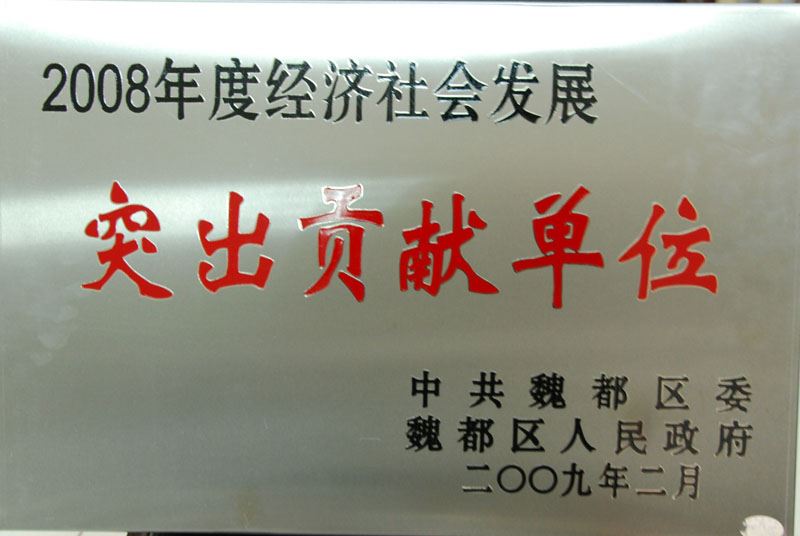 2008年度经济社会发展
突出贡献单位
中共魏都区委
魏都区人民政府
二〇〇九年二月